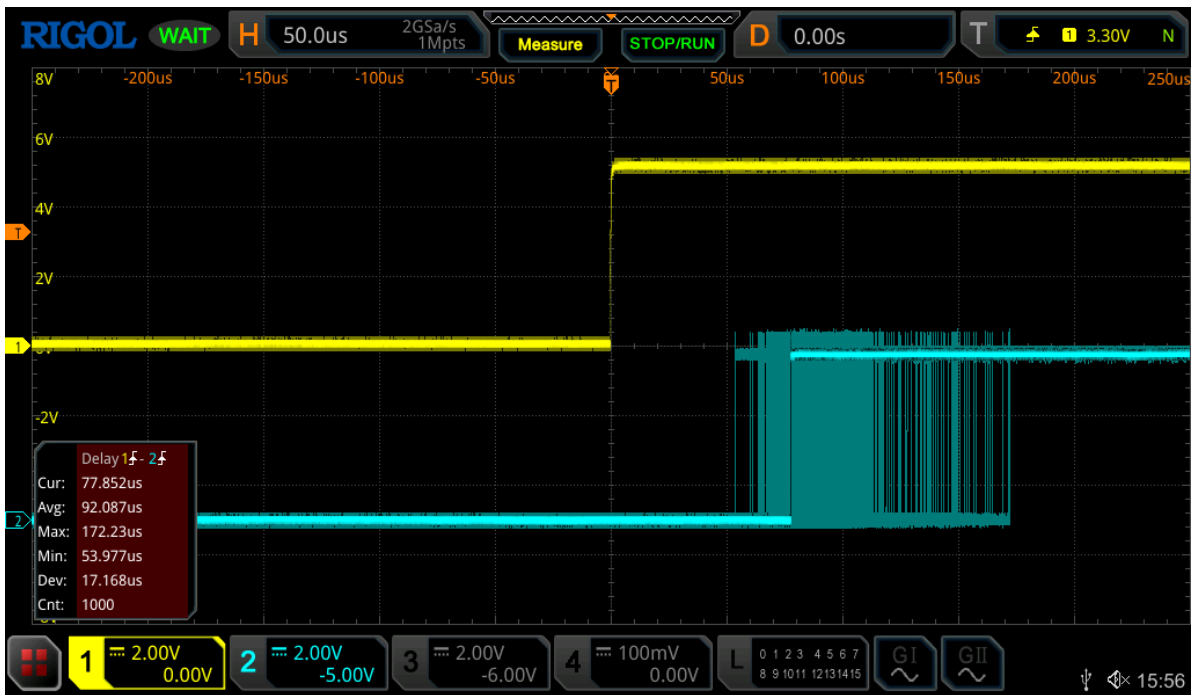 RIGOL WAIT H 50.0us 2GSa/s 1Mpts Measure STOP/RUN D 0.00s T 1 3.30V N
8V -200us -150us -100us -50us T 50us 100us 150us 200us 250us
6V
4V
T
2V
1
-2V
Delay 1 - 2
Cur: 77.852us
Avg: 92.087us
2
Max: 172.23us
Min: 53.977us
Dev: 17.168us
Cnt: 1000
1 2.00V 2 2.00V 3 2.00V 4 100mV L 0 1 2 3 4 5 6 7 GI GII
0.00V -5.00V -6.00V 0.00V 8 9 10 11 12 13 14 15 15:56